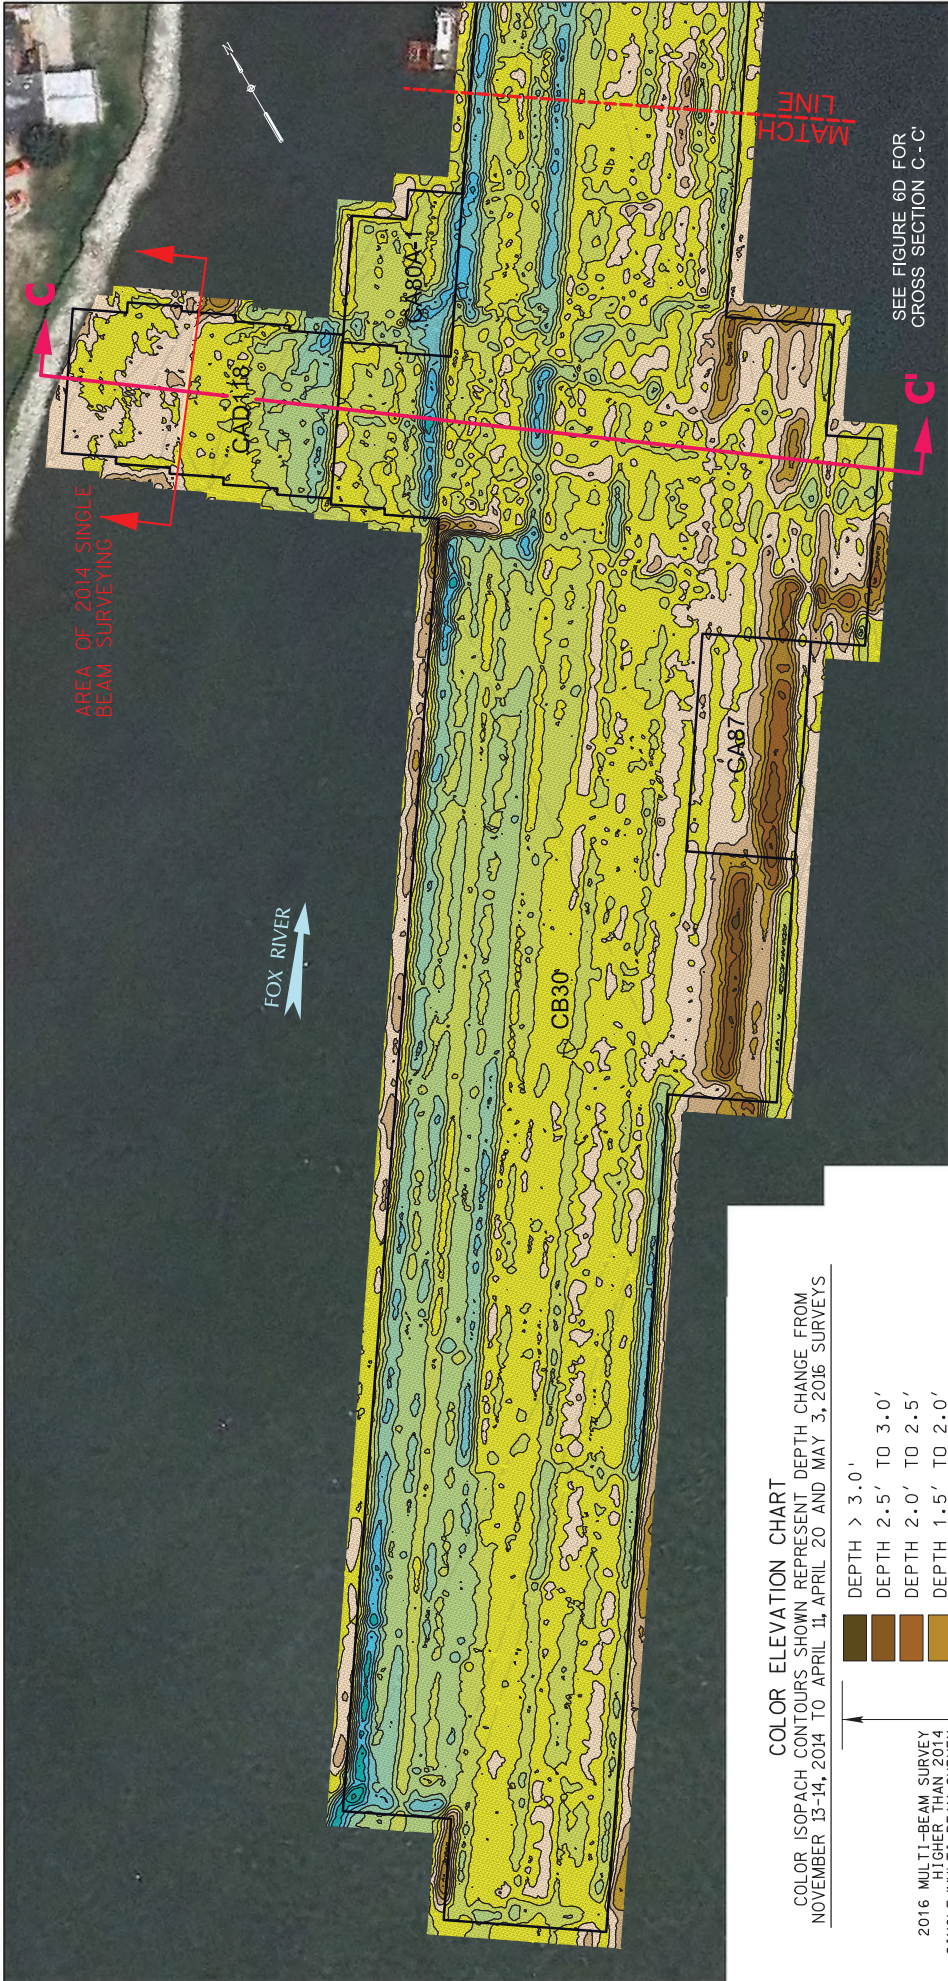 N
C
MATCH
LINE
SEE FIGURE 6D FOR
CROSS SECTION C-C'
CA80A-1
CAD118
C'
AREA OF 2014 SINGLE
BEAM SURVEYING
CA87
FOX RIVER
CB30
COLOR ELEVATION CHART
COLOR ISOPACH CONTOURS SHOWN REPRESENT DEPTH CHANGE FROM
NOVEMBER 13-14, 2014 TO APRIL 11, APRIL 20 AND MAY 3, 2016 SURVEYS
DEPTH > 3.0'
DEPTH 2.5' TO 3.0'
DEPTH 2.0' TO 2.5'
DEPTH 1.5' TO 2.0'
2016 MULTI-BEAM SURVEY
HIGHER THAN 2014